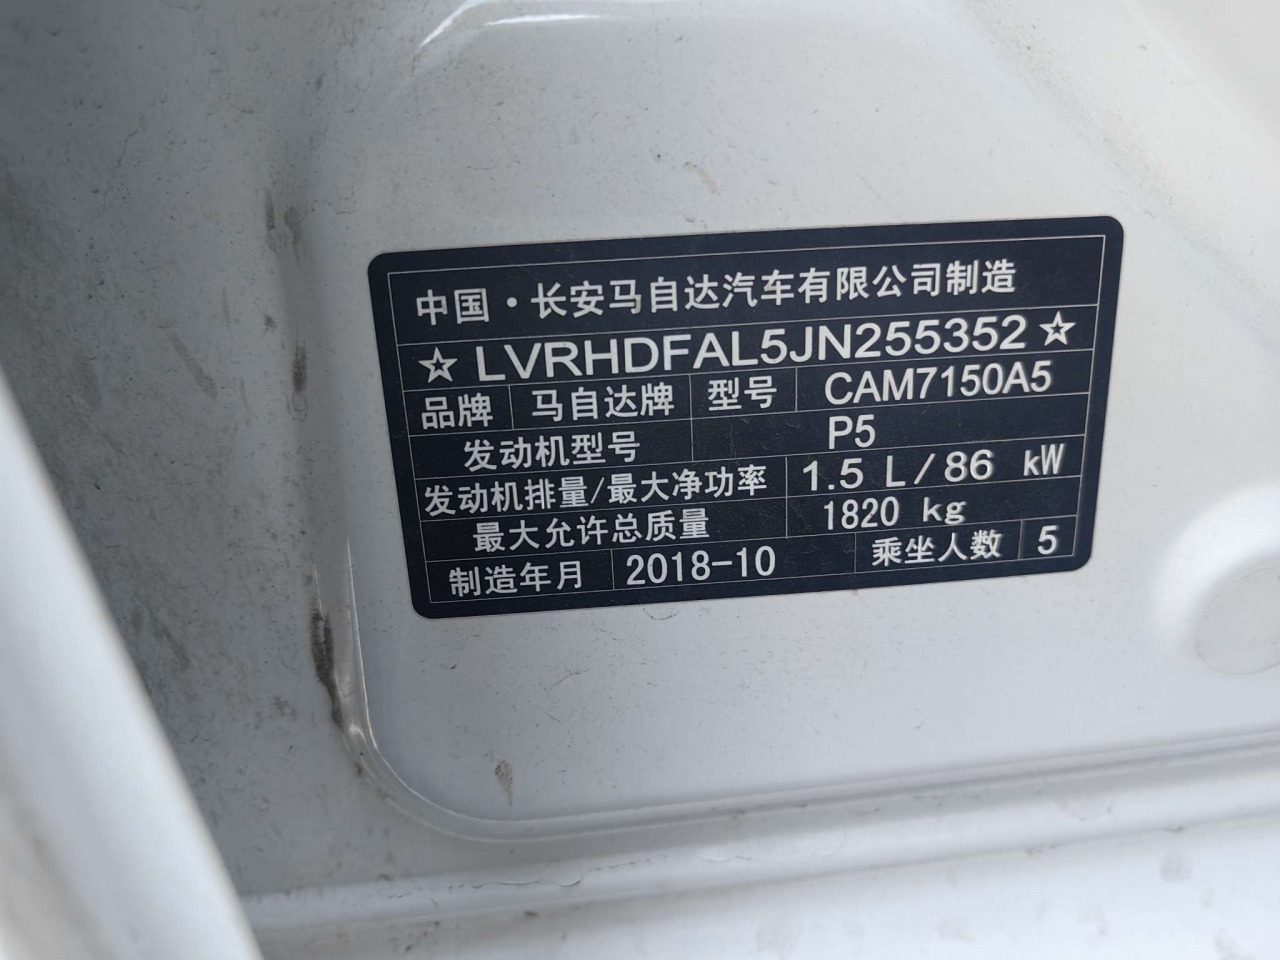 中国·长安马自达汽车有限公司制造
☆LVRHDFAL5JN255352☆
品牌 马自达牌 型号 CAM7150A5
发动机型号 P5
发动机排量/最大净功率 1.5 L/86 kW
最大允许总质量 1820 kg
制造年月 2018-10 乘坐人数 5